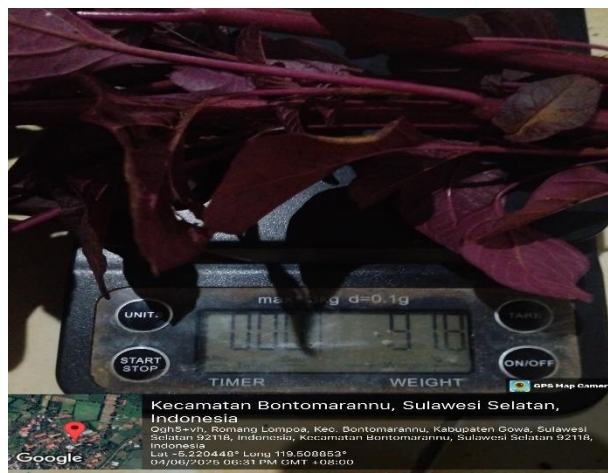 d=0.1g
UNIT
TARE
START
STOP
ON/OFF
TIMER
WEIGHT
GPS Map Camera
Kecamatan Bontomarannu, Sulawesi Selatan,
Indonesia
Qgh5+vh, Romang Lompoa, Kec. Bontomarannu, Kabupaten Gowa, Sulawesi
Selatan 92118, Indonesia, Kecamatan Bontomarannu, Sulawesi Selatan 92118,
Indonesia
Lat -5.220448° Long 119.508853°
04/06/2025 06:31 PM GMT +08:00
Google